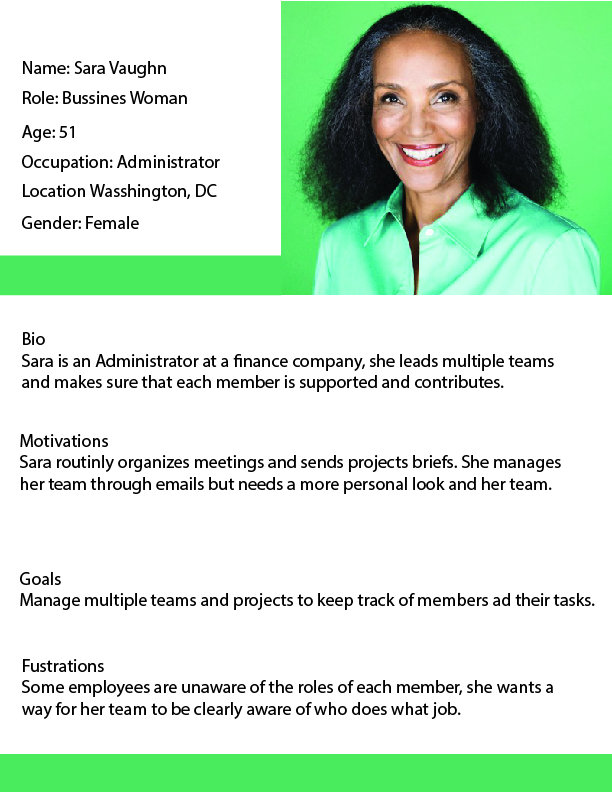 Name: Sara Vaughn
Role: Bussines Woman
Age: 51
Occupation: Administrator
Location Wasshington, DC
Gender: Female
Bio
Sara is an Administrator at a finance company, she leads multiple teams
and makes sure that each member is supported and contributes.
Motivations
Sara routinly organizes meetings and sends projects briefs. She manages
her team through emails but needs a more personal look and her team.
Goals
Manage multiple teams and projects to keep track of members ad their tasks.
Fustrations
Some employees are unaware of the roles of each member, she wants a
way for her team to be clearly aware of who does what job.